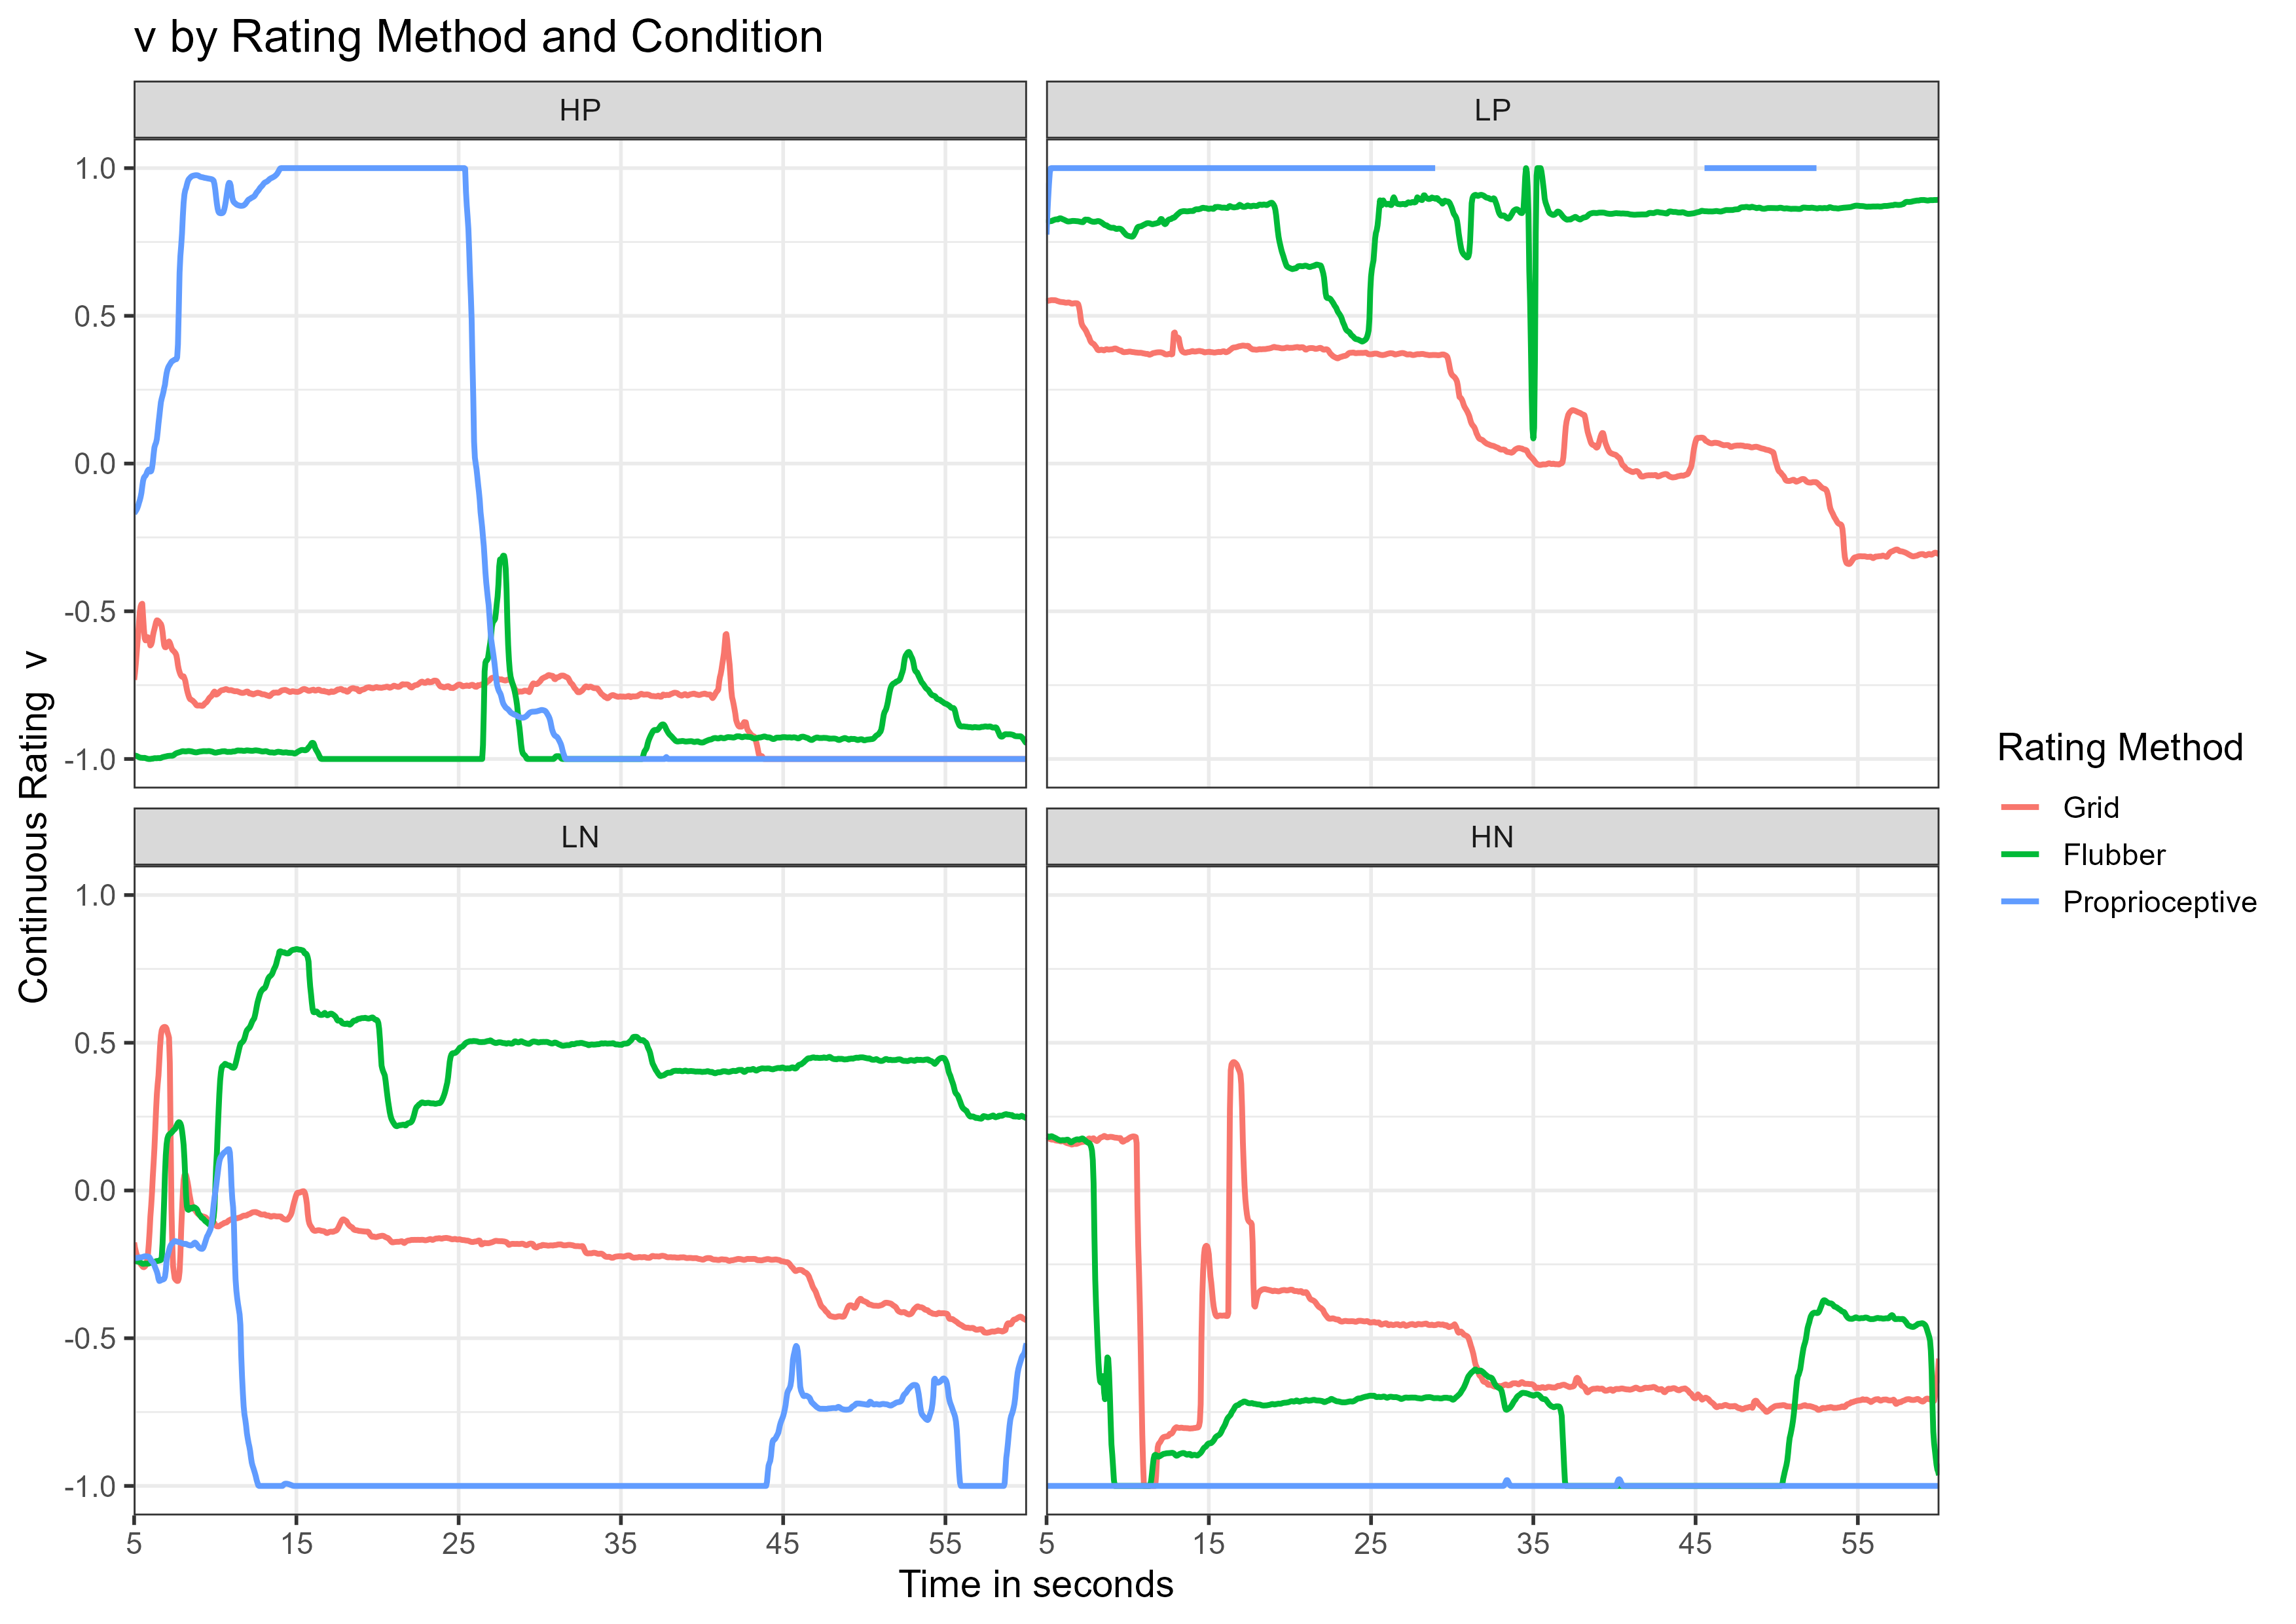 v by Rating Method and Condition
HP
LP
1.0
0.5
0.0
-0.5
-1.0
LN
HN
1.0
0.5
0.0
-0.5
-1.0
5 15 25 35 45 55
5 15 25 35 45 55
Time in seconds
Continuous Rating v
Rating Method
Grid
Flubber
Proprioceptive